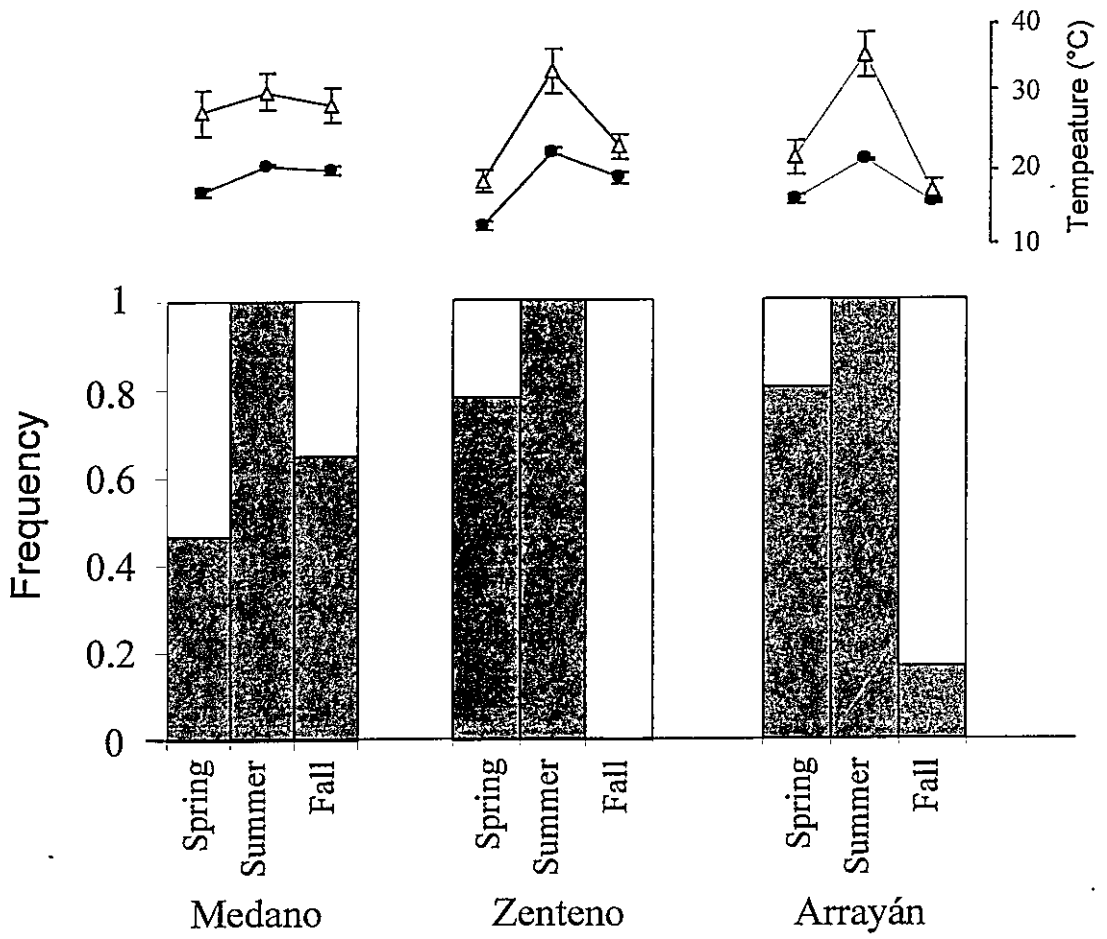 40
30
20
10
Tempeature (°C)
1
0.8
0.6
0.4
0.2
0
Frequency
Spring
Summer
Fall
Spring
Summer
Fall
Spring
Summer
Fall
Medano
Zenteno
Arrayán